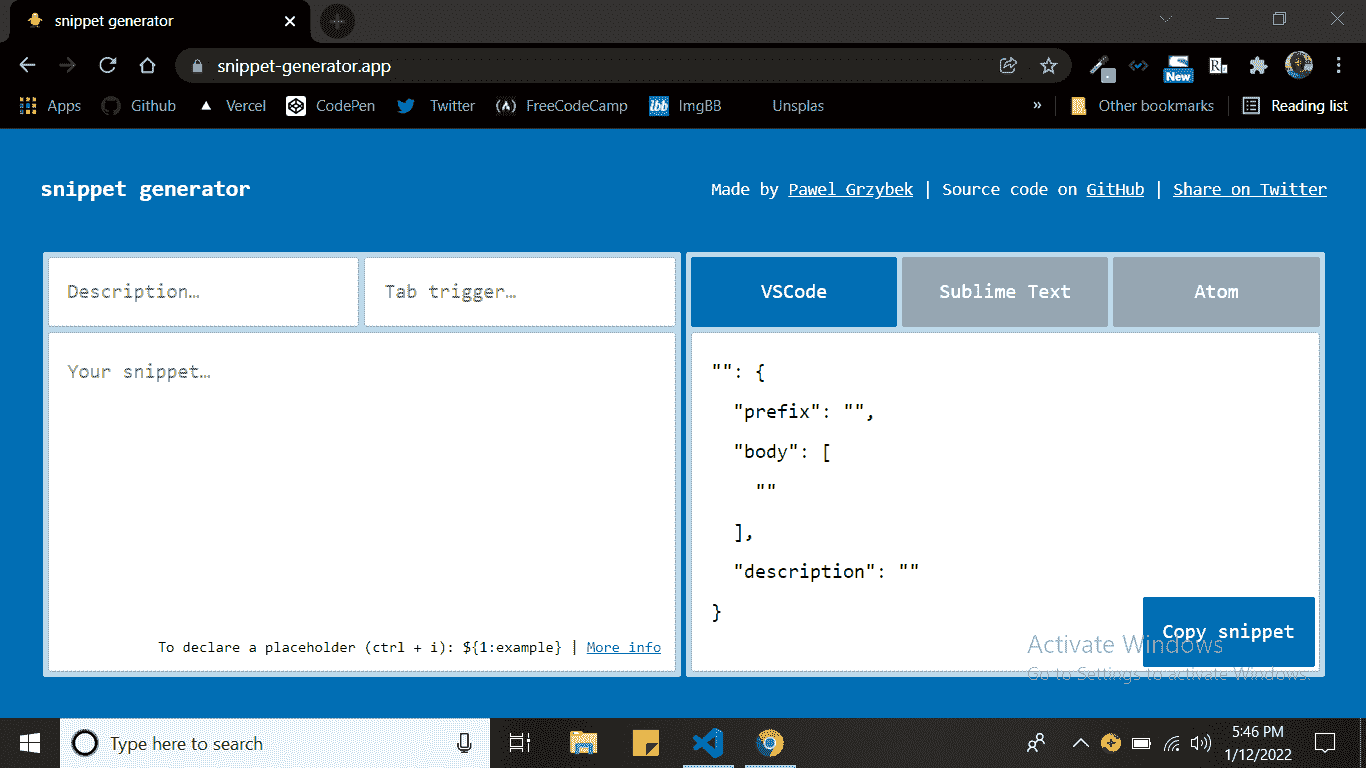 snippet generator
snippet-generator.app
New
R
Apps Github Vercel CodePen Twitter (A) FreeCodeCamp ibb ImgBB Unsplas » Other bookmarks Reading list
snippet generator
Made by Pawel Grzybek | Source code on GitHub | Share on Twitter
Description…
Tab trigger…
VSCode
Sublime Text
Atom
Your snippet…
To declare a placeholder (ctrl + i): ${1:example} | More info
"": {
"prefix": "",
"body": [
""
],
"description": ""
}
Copy snippet
Activate Windows
Go to Settings to activate Windows.
Type here to search
5:46 PM
1/12/2022